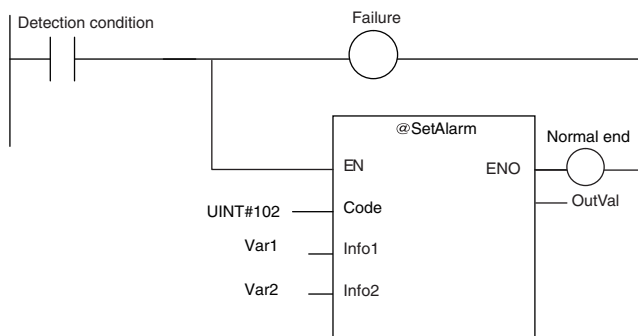 Failure
Detection condition
@SetAlarm
Normal end
EN
ENO
UINT#102
Code
OutVal
Var1
Info1
Var2
Info2